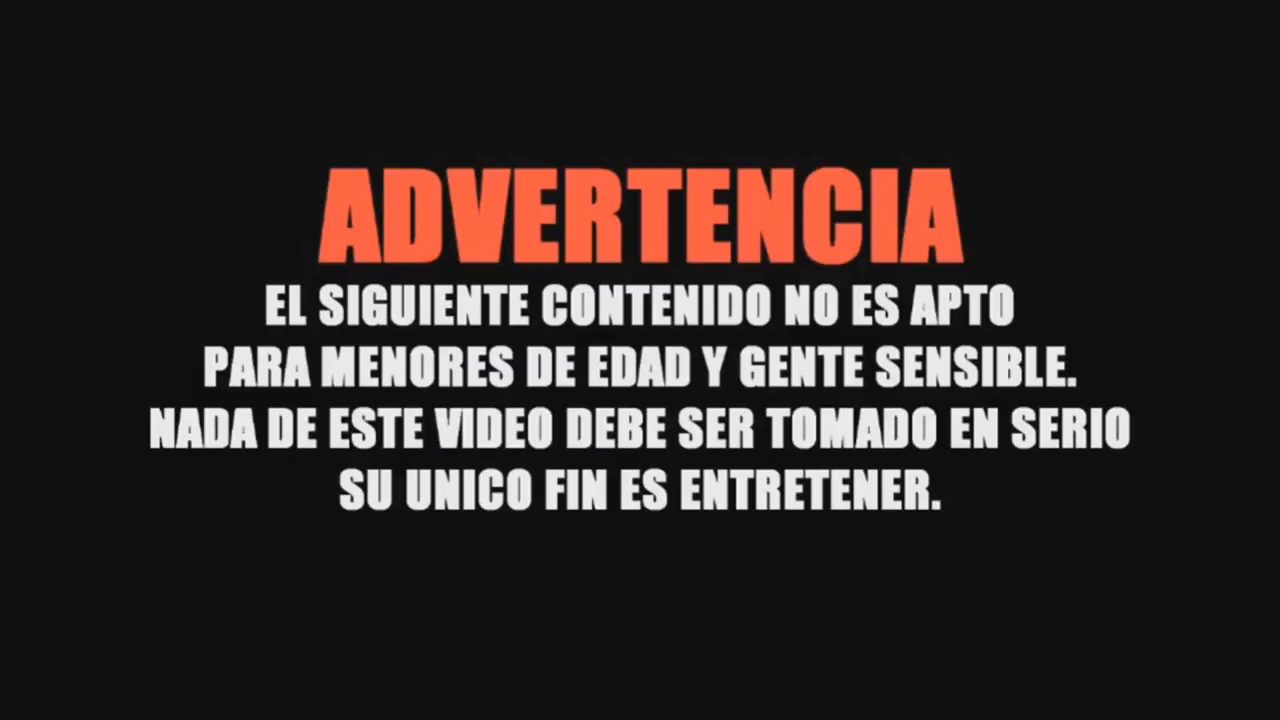 ADVERTENCIA
EL SIGUIENTE CONTENIDO NO ES APTO
PARA MENORES DE EDAD Y GENTE SENSIBLE.
NADA DE ESTE VIDEO DEBE SER TOMADO EN SERIO
SU UNICO FIN ES ENTRETENER.